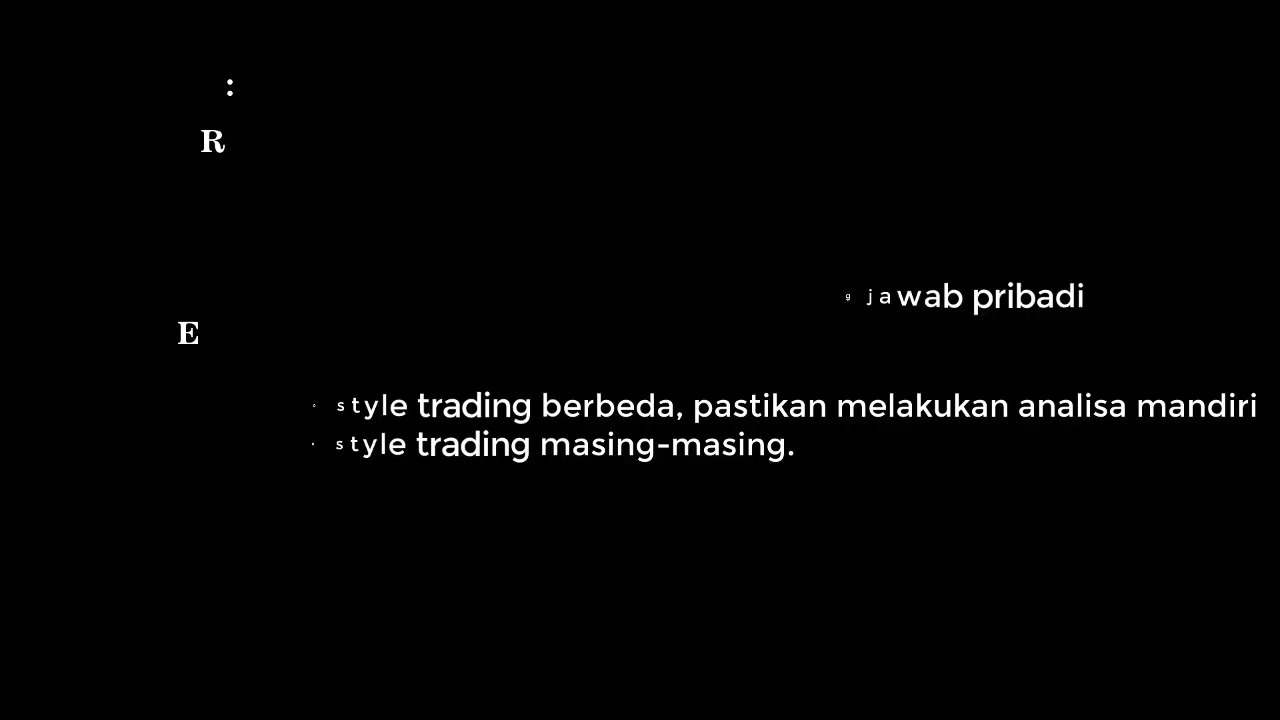 :
R
g jawab pribadi
E
style trading berbeda, pastikan melakukan analisa mandiri
style trading masing-masing.